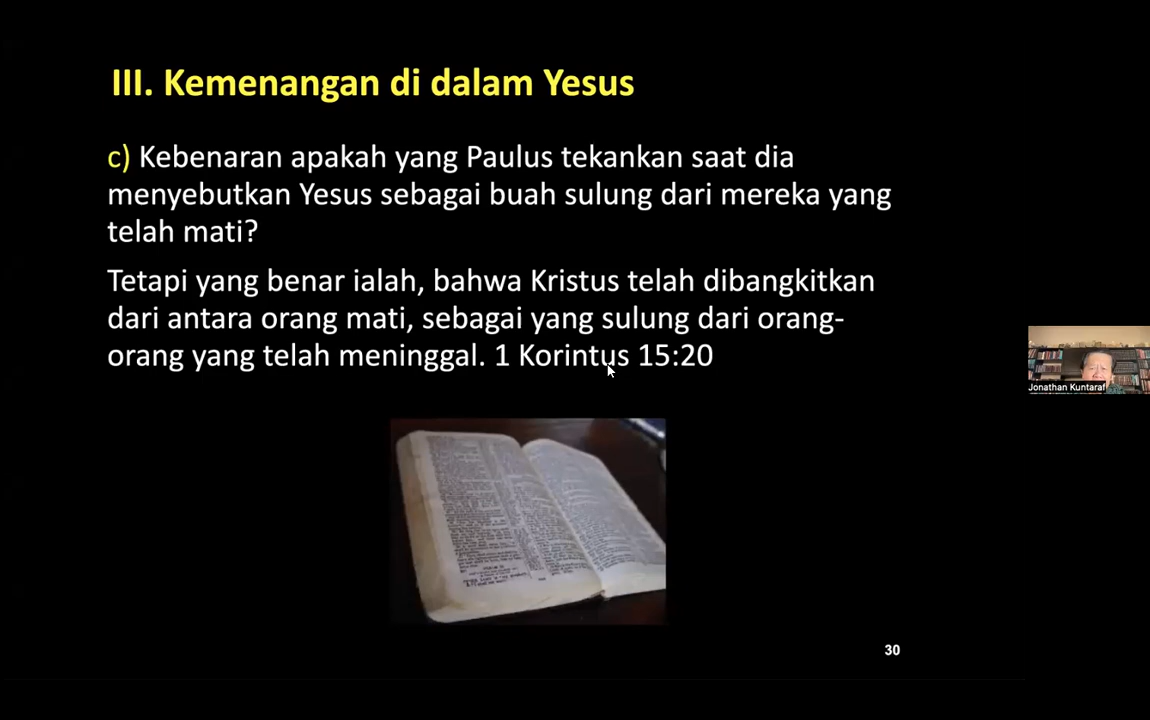 III. Kemenangan di dalam Yesus
c) Kebenaran apakah yang Paulus tekankan saat dia
menyebutkan Yesus sebagai buah sulung dari mereka yang
telah mati?
Tetapi yang benar ialah, bahwa Kristus telah dibangkitkan
dari antara orang mati, sebagai yang sulung dari orang-
orang yang telah meninggal. 1 Korintus 15:20
Jonathan Kuntaraf
30